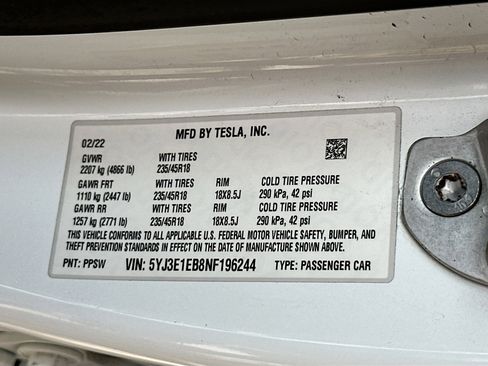 MFD BY TESLA, INC.
02/22
GVWR WITH TIRES
2207 kg (4866 lb) 235/45R18
GAWR FRT WITH TIRES RIM COLD TIRE PRESSURE
1110 kg (2447 lb) 235/45R18 18X8.5J 290 kPa, 42 psi
GAWR RR WITH TIRES RIM COLD TIRE PRESSURE
1257 kg (2771 lb) 235/45R18 18X8.5J 290 kPa, 42 psi
THIS VEHICLE CONFORMS TO ALL APPLICABLE U.S. FEDERAL MOTOR VEHICLE SAFETY, BUMPER, AND
THEFT PREVENTION STANDARDS IN EFFECT ON THE DATE OF MANUFACTURE SHOWN ABOVE.
PNT: PPSW VIN: 5YJ3E1EB8NF196244 TYPE: PASSENGER CAR